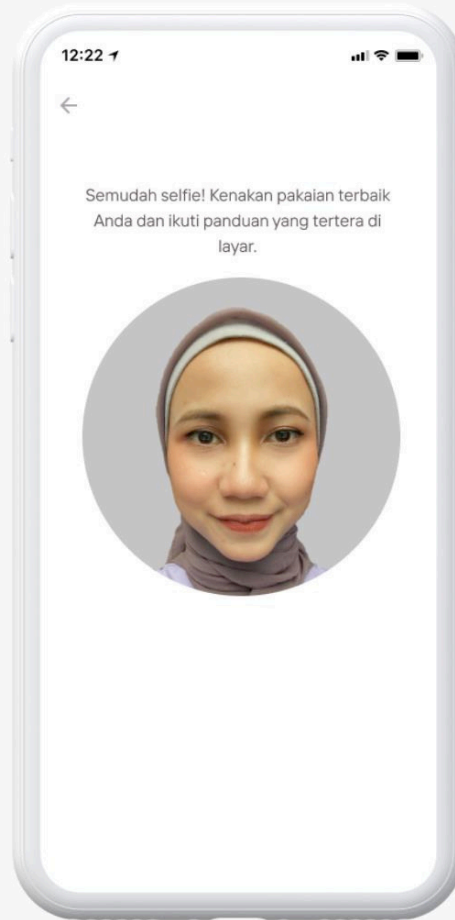 12:22
Semudah selfie! Kenakan pakaian terbaik
Anda dan ikuti panduan yang tertera di
layar.